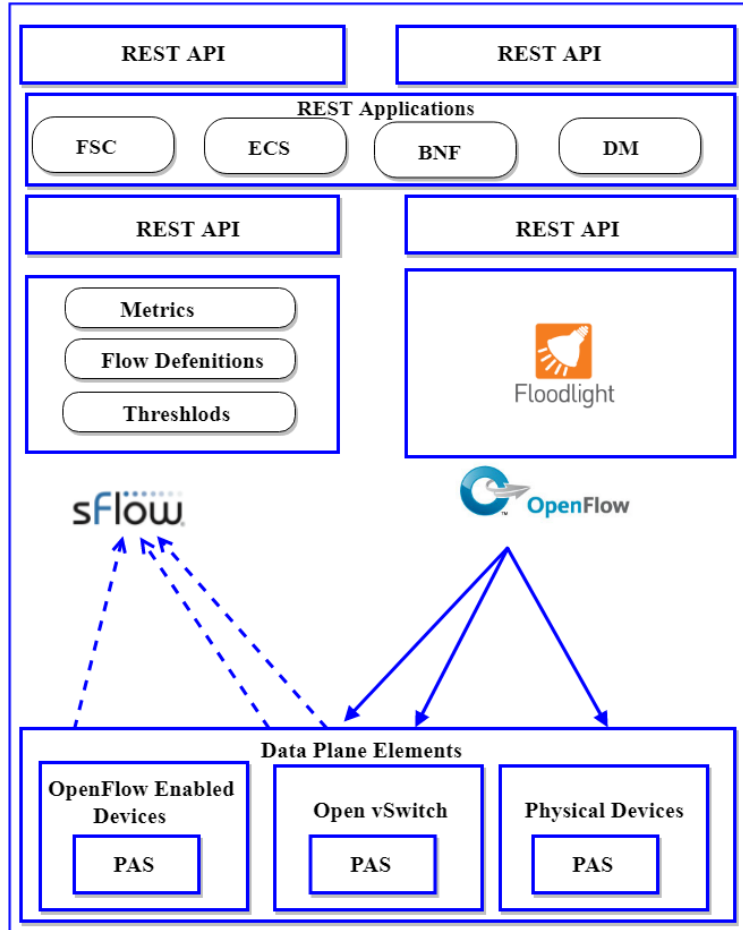 REST API
REST API
REST Applications
FSC
ECS
BNF
DM
REST API
REST API
Metrics
Flow Defenitions
Threshlods
Floodlight
sFlow
OpenFlow
TM
Data Plane Elements
OpenFlow Enabled
Devices
PAS
Open vSwitch
PAS
Physical Devices
PAS